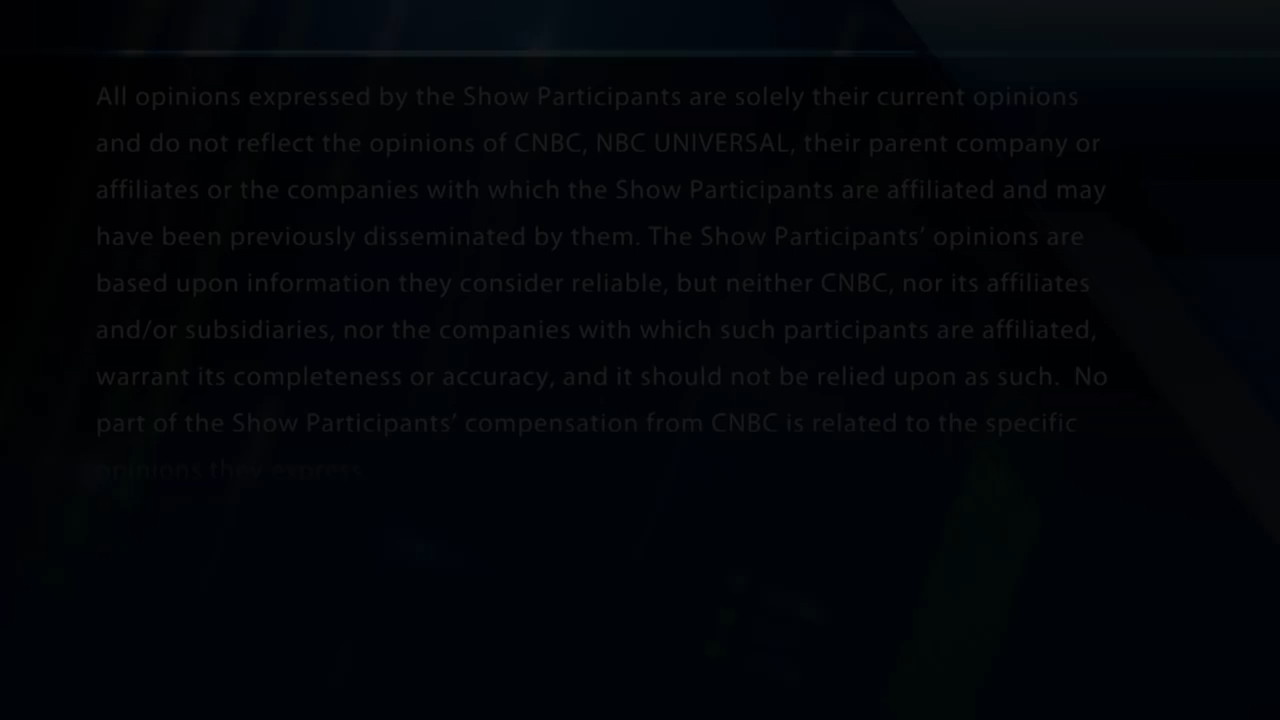 All opinions expressed by the Show Participants are solely their current opinions
and do not reflect the opinions of CNBC, NBC UNIVERSAL, their parent company or
affiliates or the companies with which the Show Participants are affiliated and may
have been previously disseminated by them. The Show Participants’ opinions are
based upon information they consider reliable, but neither CNBC, nor its affiliates
and/or subsidiaries, nor the companies with which such participants are affiliated,
warrant its completeness or accuracy, and it should not be relied upon as such.  No
part of the Show Participants’ compensation from CNBC is related to the specific
opinions they express